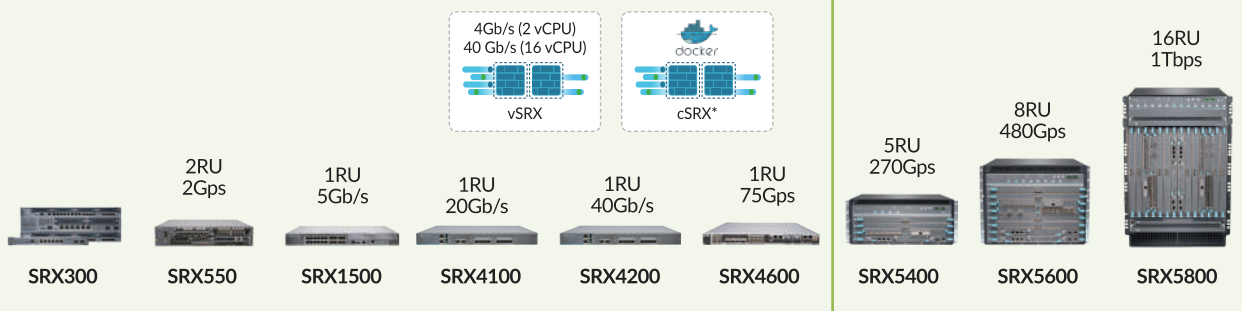 4Gb/s (2 vCPU)
40 Gb/s (16 vCPU)
vSRX
docker
cSRX*
SRX300
2RU
2Gps
SRX550
1RU
5Gb/s
SRX1500
1RU
20Gb/s
SRX4100
1RU
40Gb/s
SRX4200
1RU
75Gps
SRX4600
5RU
270Gps
SRX5400
8RU
480Gps
SRX5600
16RU
1Tbps
SRX5800